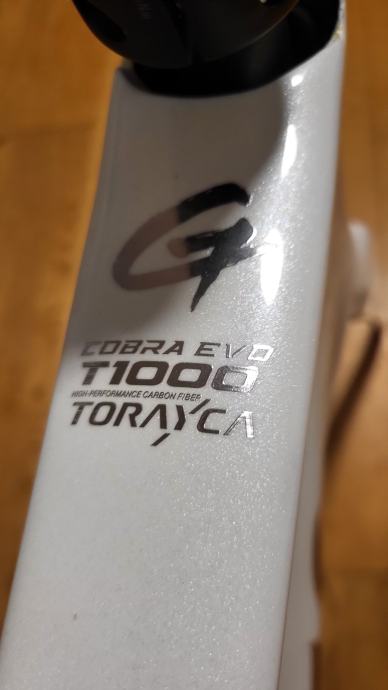 COBRA EVO
T1000
HIGH-PERFORMANCE CARBON FIBER
TORAYCA